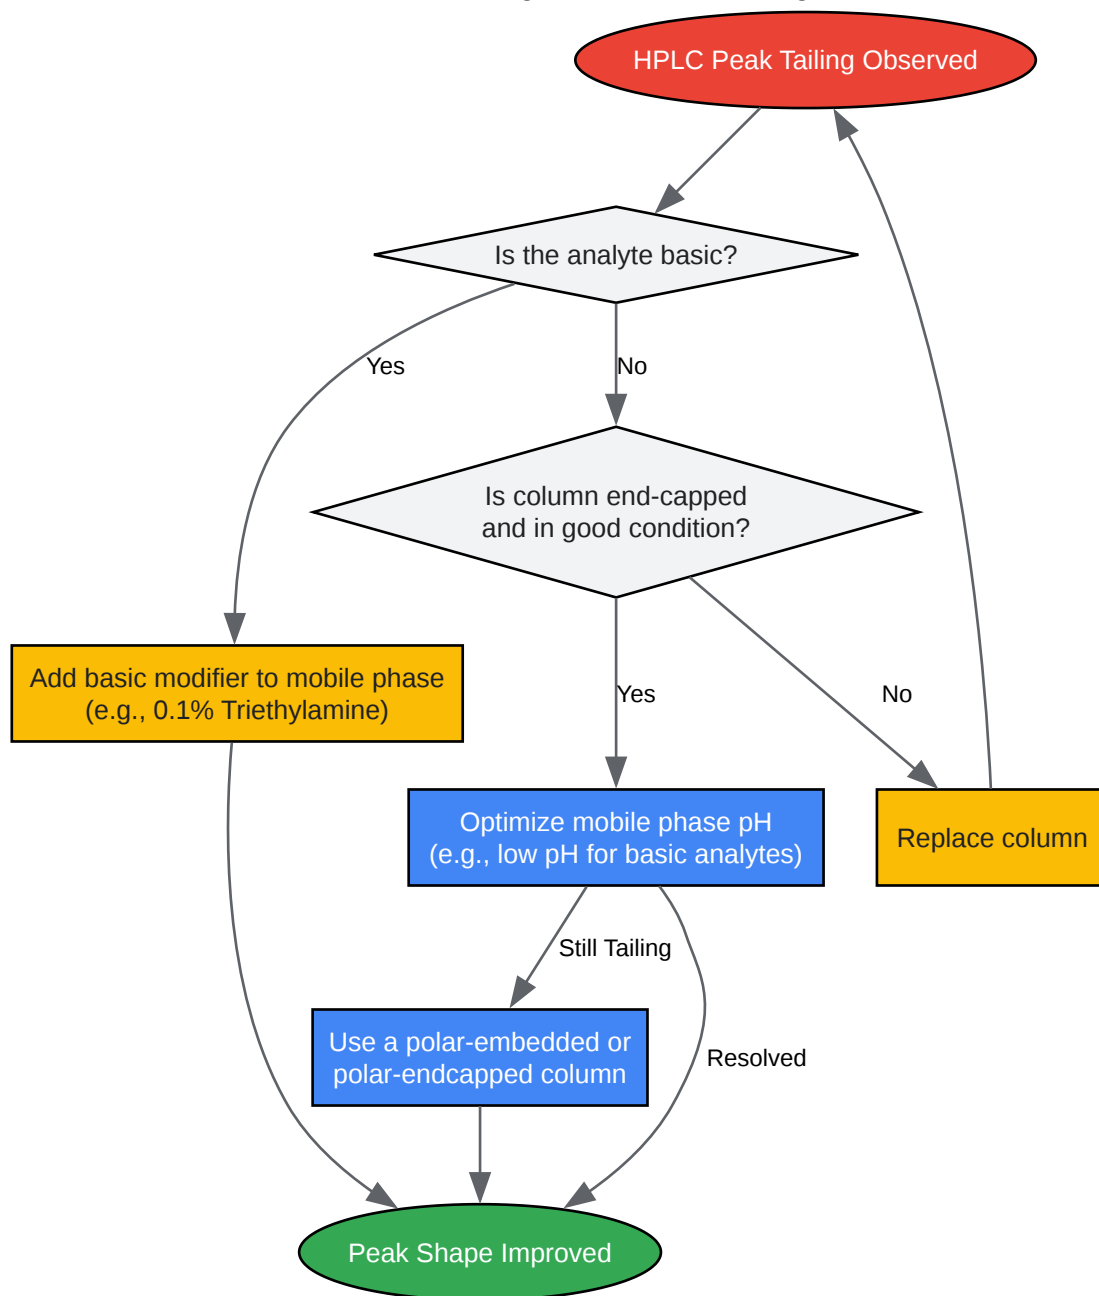 HPLC Peak Tailing Observed
Is the analyte basic?
Yes
No
Is column end-capped
and in good condition?
Add basic modifier to mobile phase
(e.g., 0.1% Triethylamine)
Yes
No
Optimize mobile phase pH
(e.g., low pH for basic analytes)
Replace column
Still Tailing
Use a polar-embedded or
polar-endcapped column
Resolved
Peak Shape Improved